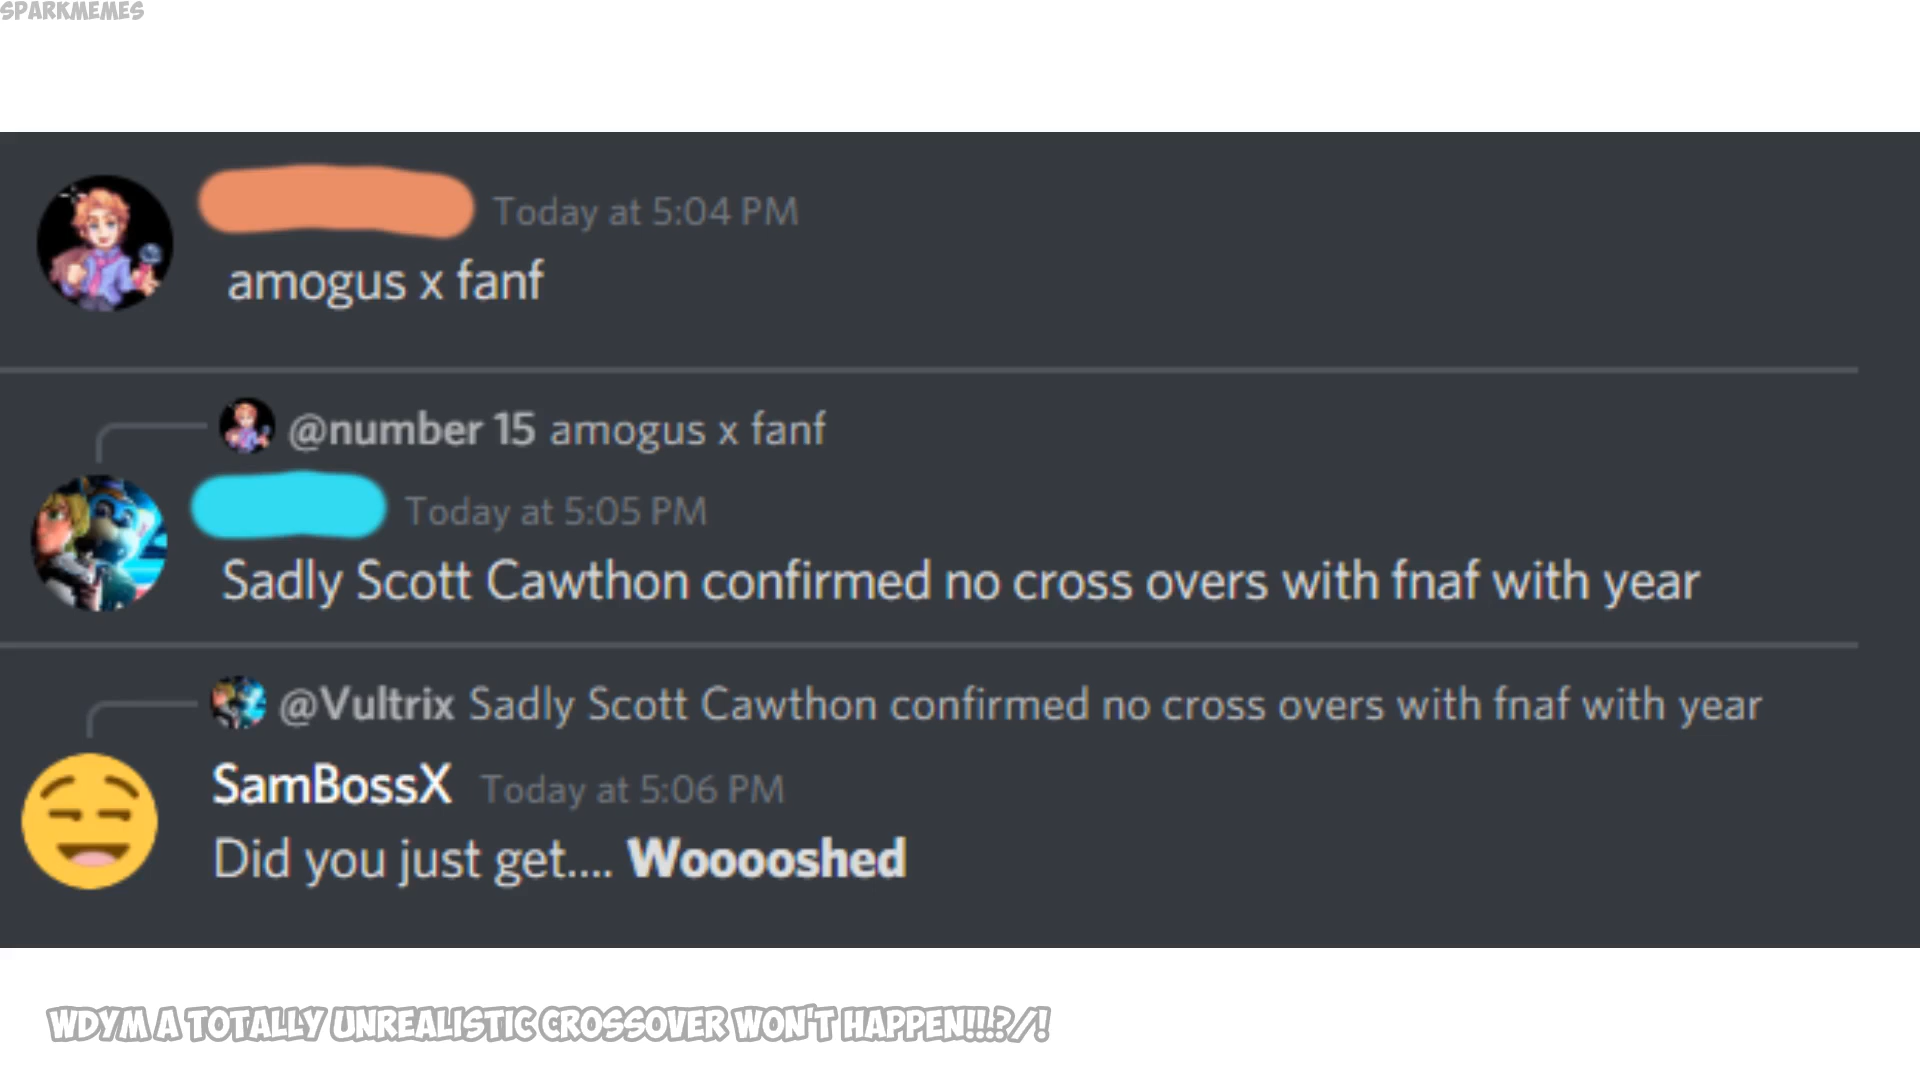 SPARKMEMES
Today at 5:04 PM
amogus x fanf
@number 15 amogus x fanf
Today at 5:05 PM
Sadly Scott Cawthon confirmed no cross overs with fnaf with year
@Vultrix Sadly Scott Cawthon confirmed no cross overs with fnaf with year
SamBossX Today at 5:06 PM
Did you just get.... Wooooshed
WDYM A TOTALLY UNREALISTIC CROSSOVER WON'T HAPPEN!!!?/!